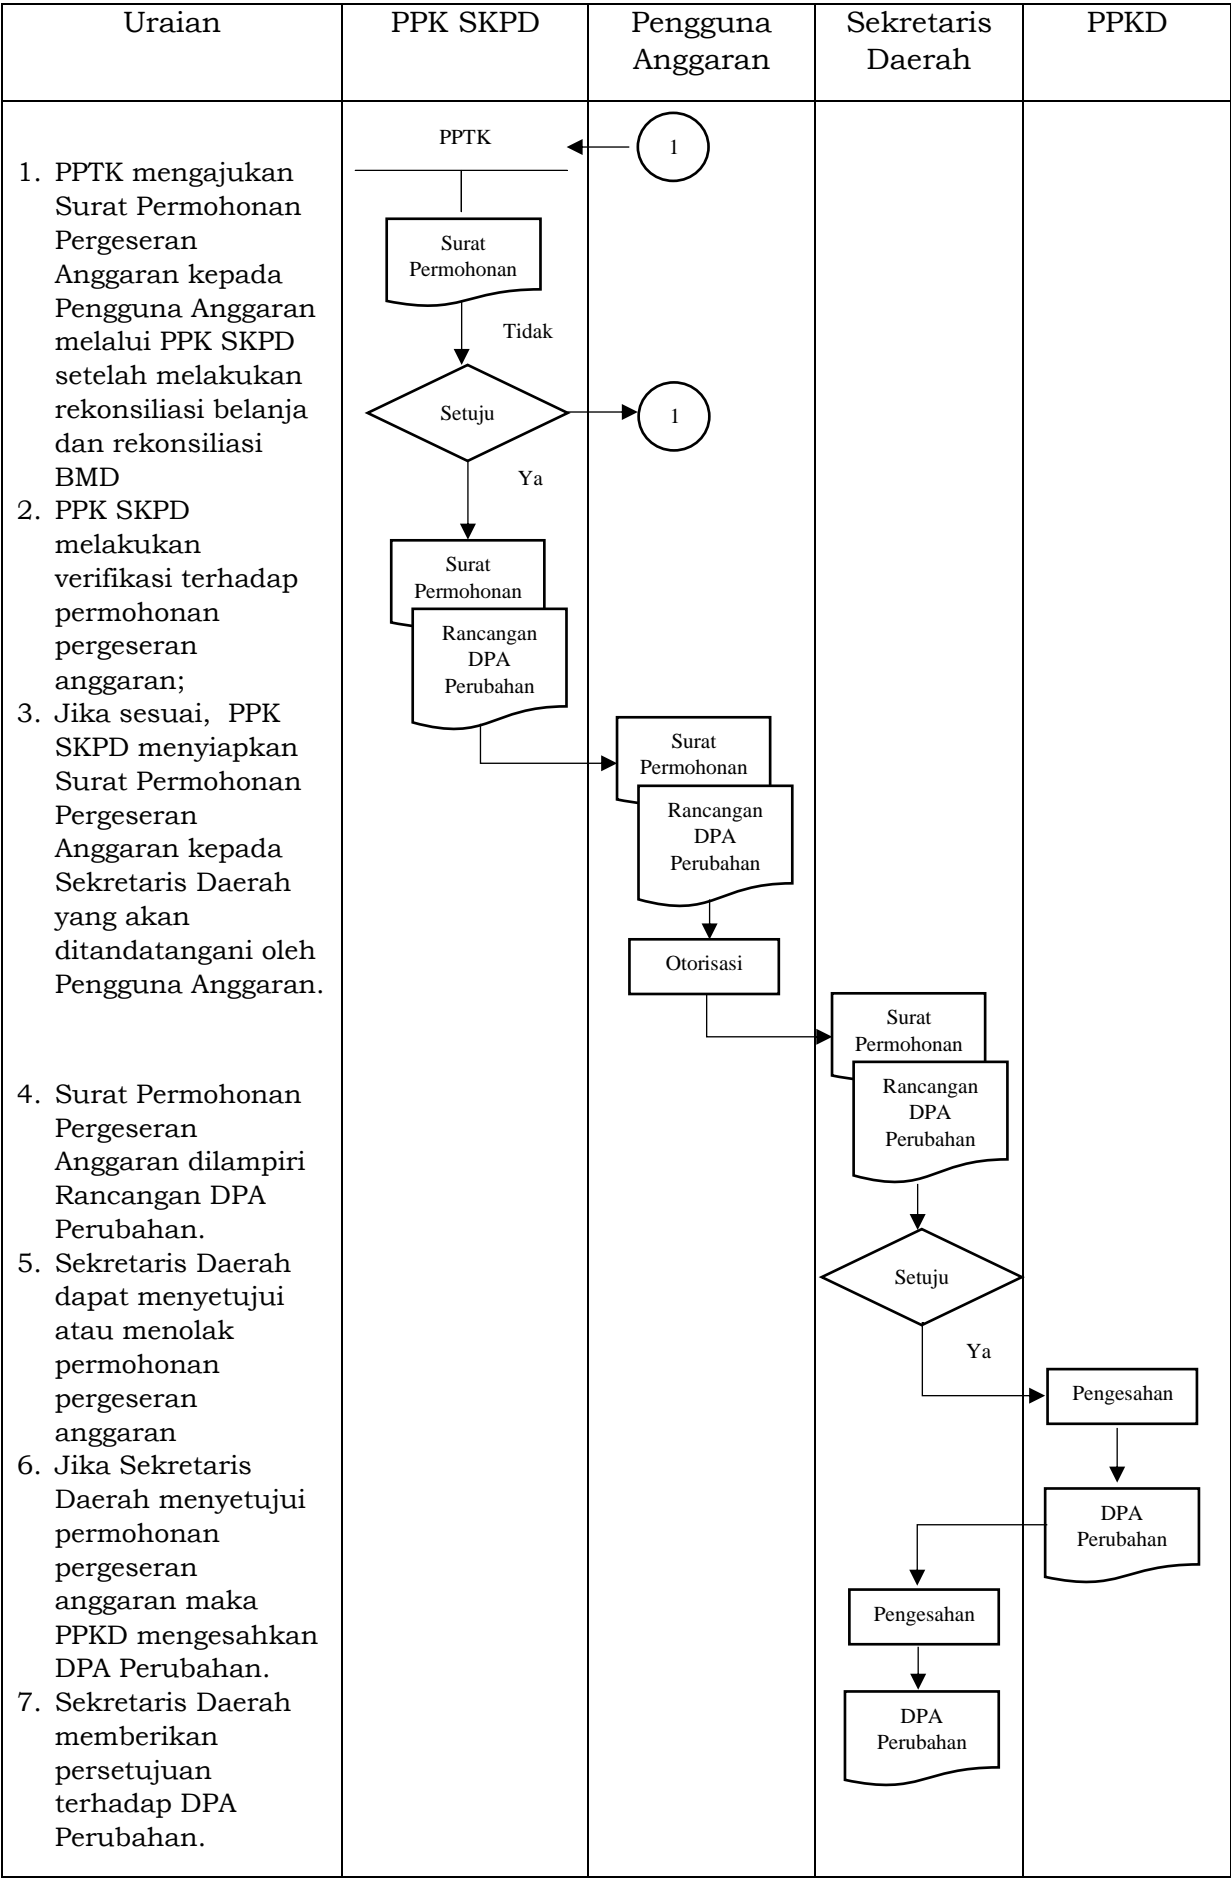 Uraian
PPK SKPD
Pengguna
Anggaran
Sekretaris
Daerah
PPKD
1. PPTK mengajukan
Surat Permohonan
Pergeseran
Anggaran kepada
Pengguna Anggaran
melalui PPK SKPD
setelah melakukan
rekonsiliasi belanja
dan rekonsiliasi
BMD
2. PPK SKPD
melakukan
verifikasi terhadap
permohonan
pergeseran
anggaran;
3. Jika sesuai, PPK
SKPD menyiapkan
Surat Permohonan
Pergeseran
Anggaran kepada
Sekretaris Daerah
yang akan
ditandatangani oleh
Pengguna Anggaran.
4. Surat Permohonan
Pergeseran
Anggaran dilampiri
Rancangan DPA
Perubahan.
5. Sekretaris Daerah
dapat menyetujui
atau menolak
permohonan
pergeseran
anggaran
6. Jika Sekretaris
Daerah menyetujui
permohonan
pergeseran
anggaran maka
PPKD mengesahkan
DPA Perubahan.
7. Sekretaris Daerah
memberikan
persetujuan
terhadap DPA
Perubahan.
PPTK
1
Surat
Permohonan
Tidak
Setuju
1
Ya
Surat
Permohonan
Rancangan
DPA
Perubahan
Surat
Permohonan
Rancangan
DPA
Perubahan
Otorisasi
Surat
Permohonan
Rancangan
DPA
Perubahan
Setuju
Ya
Pengesahan
DPA
Perubahan
Pengesahan
DPA
Perubahan